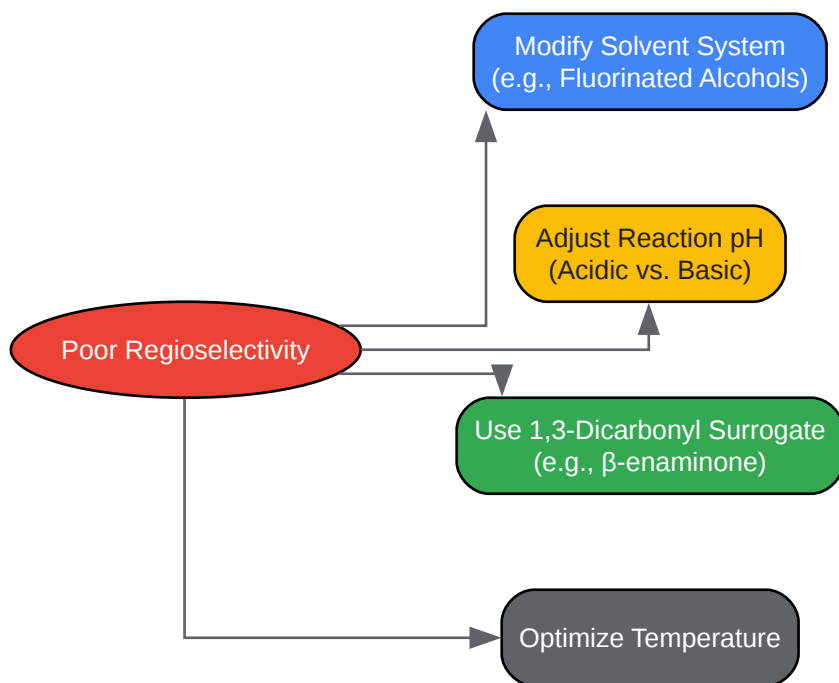 Modify Solvent System
(e.g., Fluorinated Alcohols)
Adjust Reaction pH
(Acidic vs. Basic)
Poor Regioselectivity
Use 1,3-Dicarbonyl Surrogate
(e.g., β-enaminone)
Optimize Temperature